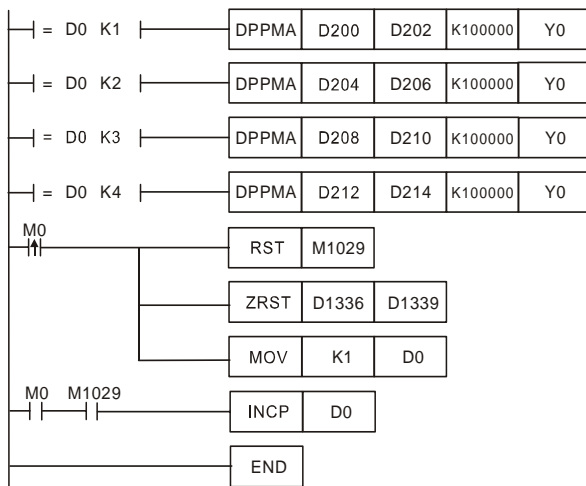 = D0 K1 DPPMA D200 D202 K100000 Y0
= D0 K2 DPPMA D204 D206 K100000 Y0
= D0 K3 DPPMA D208 D210 K100000 Y0
= D0 K4 DPPMA D212 D214 K100000 Y0
M0
RST M1029
ZRST D1336 D1339
MOV K1 D0
M0 M1029
INCP D0
END